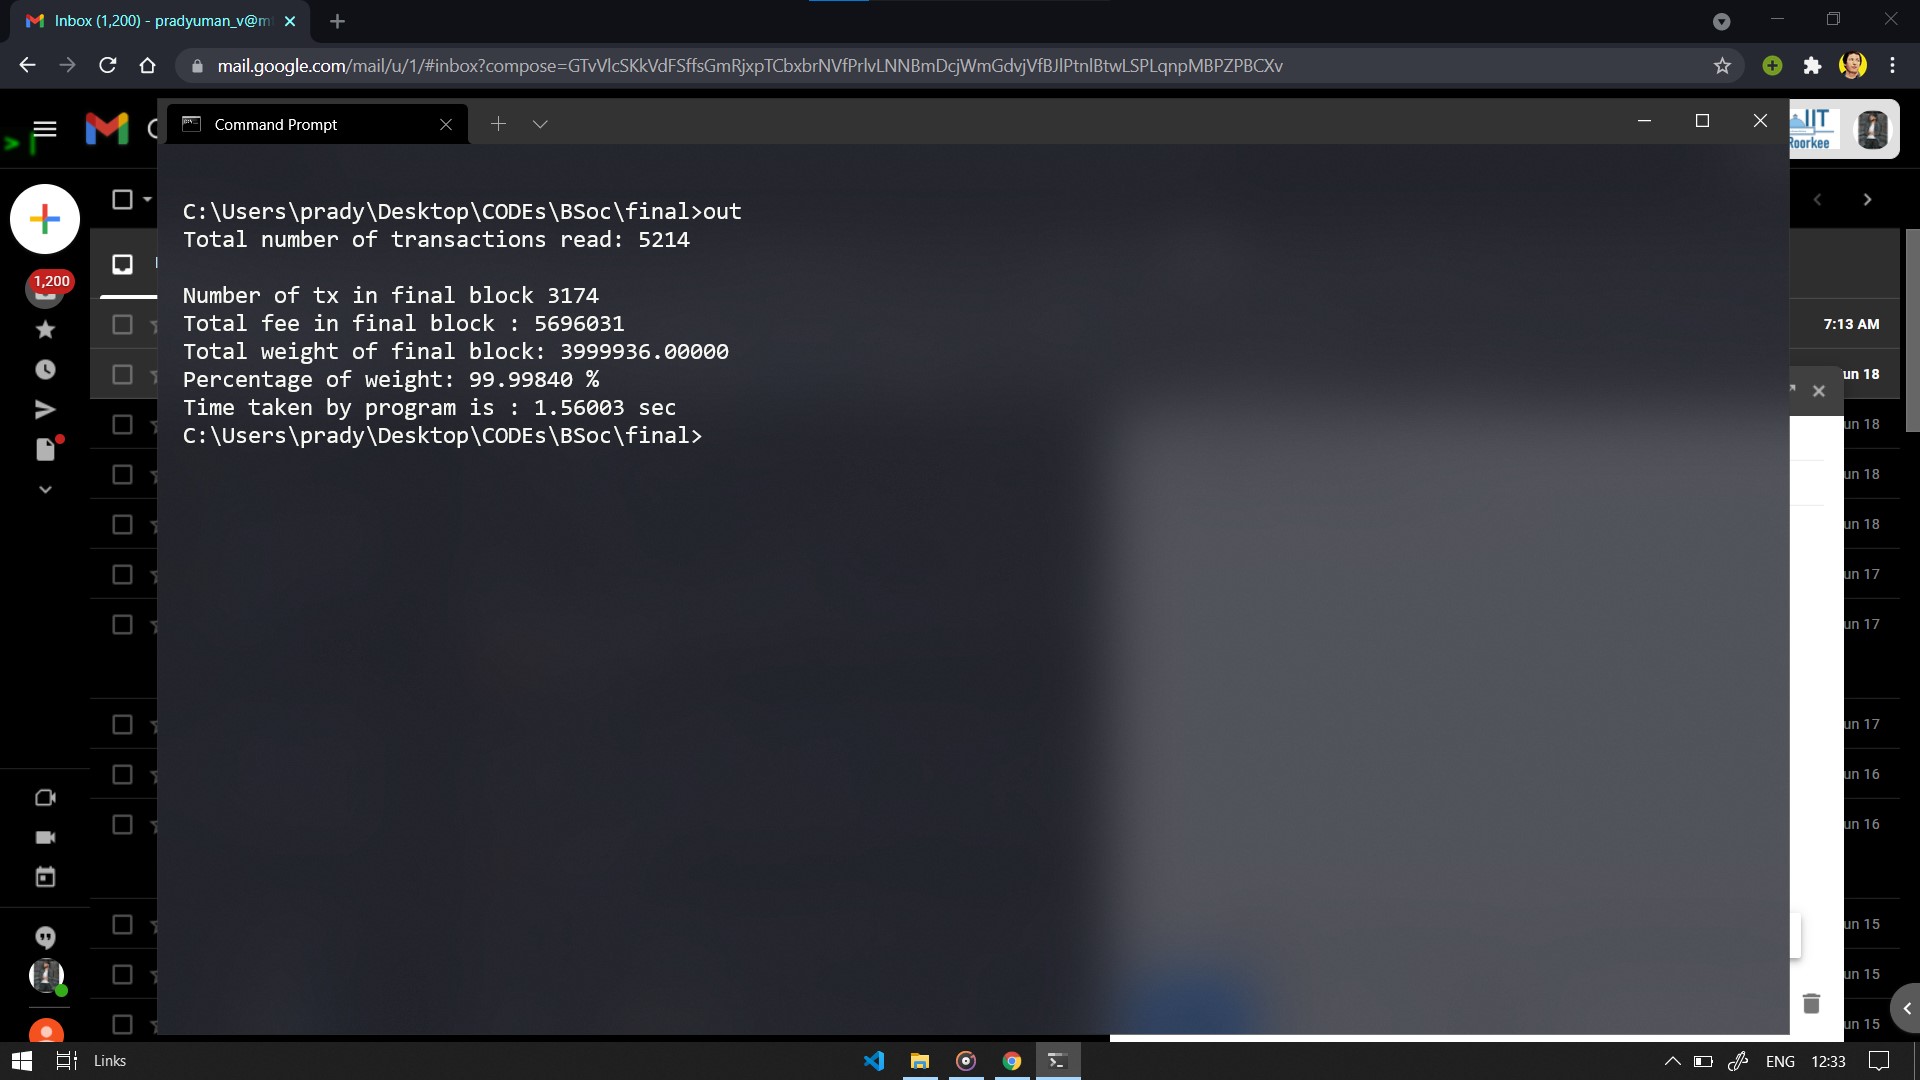 Inbox (1,200) - pradyuman_v@m
mail.google.com/mail/u/1/#inbox?compose=GTvVlcSKkVdFSffsGmRjxpTCbxbrNVfPrlvLNNBmDcjWmGdvjVfBJlPtnlBtwLSPLqnpMBPZPBCXv
Command Prompt
IIT
Roorkee
1,200
C:\Users\prady\Desktop\CODEs\BSoc\final>out
Total number of transactions read: 5214
Number of tx in final block 3174
Total fee in final block : 5696031
Total weight of final block: 3999936.00000
Percentage of weight: 99.99840 %
Time taken by program is : 1.56003 sec
C:\Users\prady\Desktop\CODEs\BSoc\final>
7:13 AM
un 18
un 18
un 18
un 18
un 17
un 17
un 17
un 16
un 16
un 15
un 15
un 15
Links
ENG
12:33